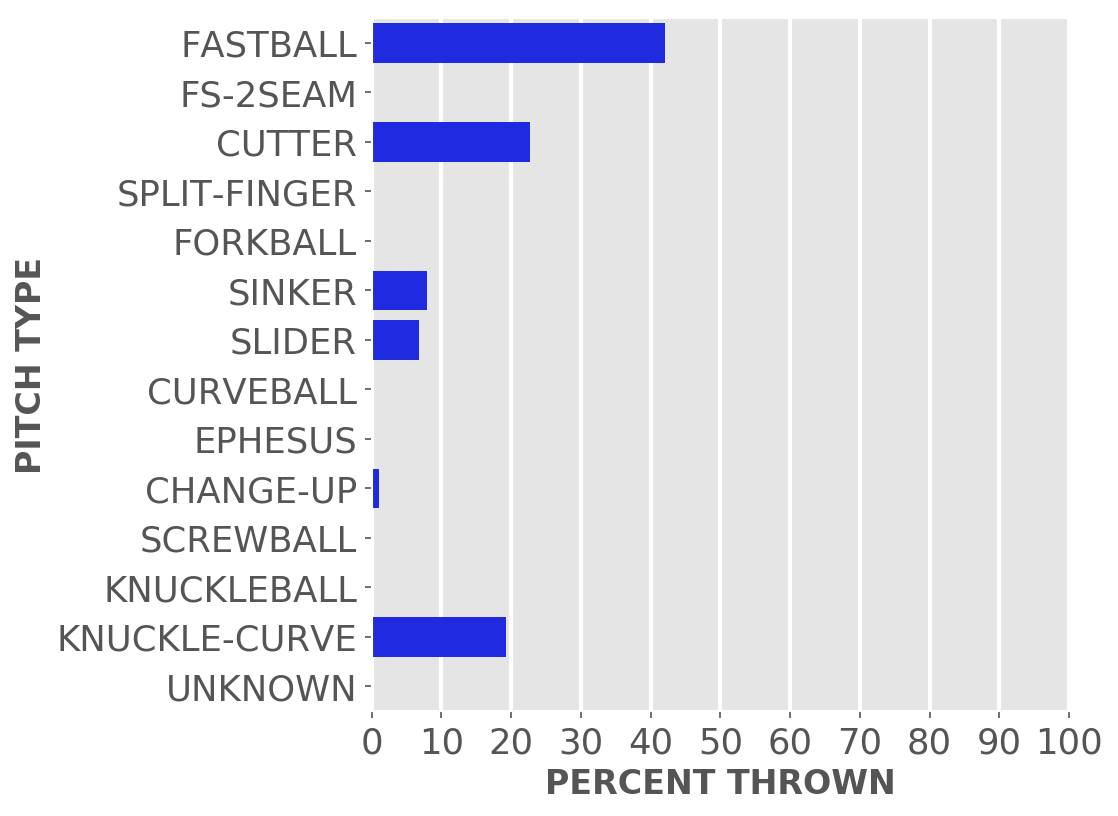 FASTBALL
FS-2SEAM
CUTTER
SPLIT-FINGER
FORKBALL
SINKER
SLIDER
CURVEBALL
EPHESUS
CHANGE-UP
SCREWBALL
KNUCKLEBALL
KNUCKLE-CURVE
UNKNOWN
PITCH TYPE
0 10 20 30 40 50 60 70 80 90 100
PERCENT THROWN